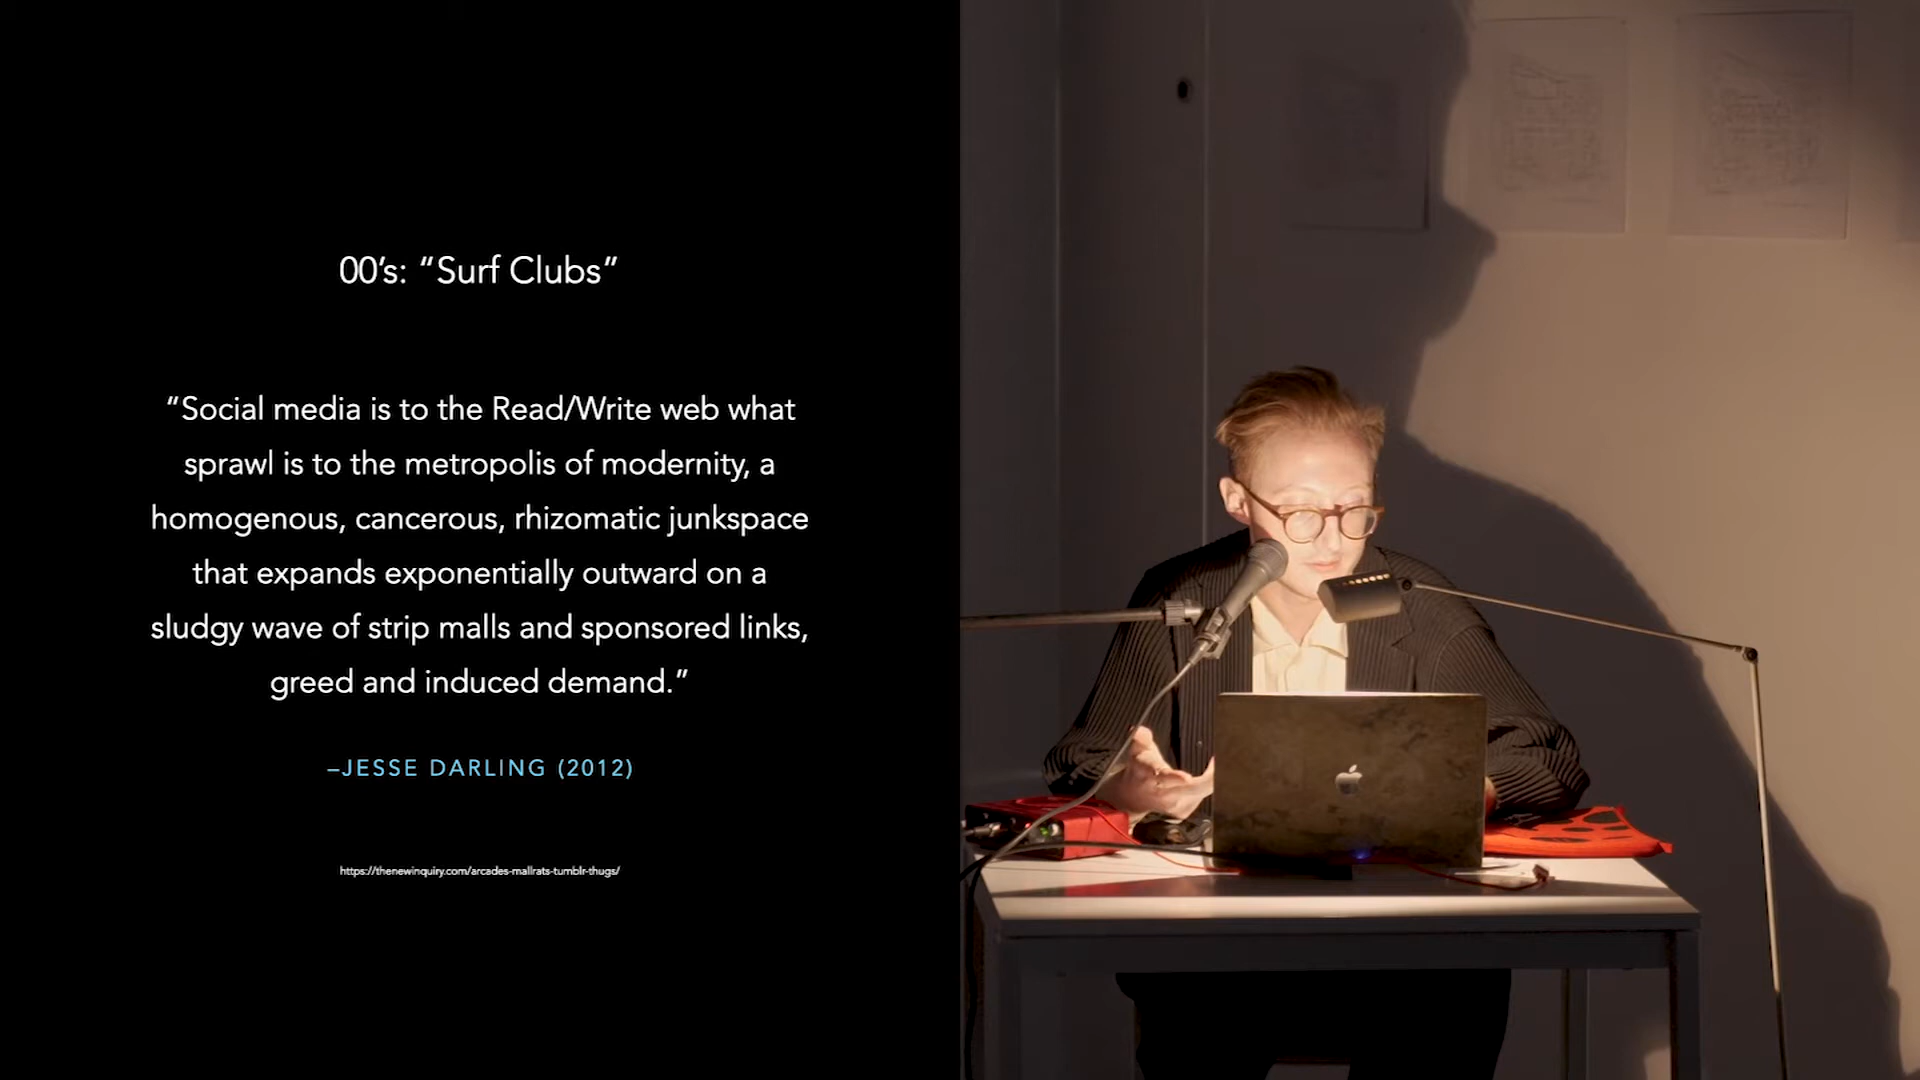 00's: “Surf Clubs”
“Social media is to the Read/Write web what
sprawl is to the metropolis of modernity, a
homogenous, cancerous, rhizomatic junkspace
that expands exponentially outward on a
sludgy wave of strip malls and sponsored links,
greed and induced demand.”
–JESSE DARLING (2012)
https://thenewinquiry.com/arcades-mallrats-tumblr-thugs/